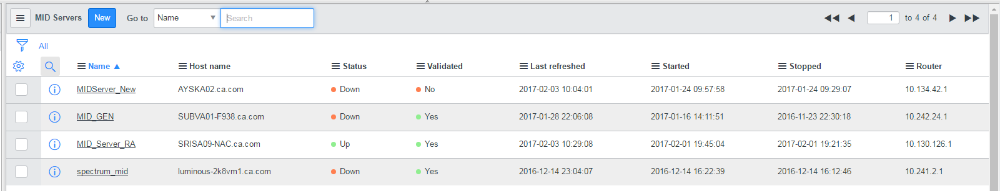 MID Servers New Go to Name Search 1 to 4 of 4
All
Name Host name Status Validated Last refreshed Started Stopped Router
MIDServer_New AYSKA02.ca.com Down No 2017-02-03 10:04:01 2017-01-24 09:57:58 2017-01-24 09:29:07 10.134.42.1
MID_GEN SUBVA01-F938.ca.com Down Yes 2017-01-28 22:06:08 2017-01-16 14:11:51 2016-11-23 22:30:18 10.242.24.1
MID_Server_RA SRISA09-NAC.ca.com Up Yes 2017-02-03 10:29:08 2017-02-01 19:45:04 2017-02-01 19:21:35 10.130.126.1
spectrum_mid luminous-2k8vm1.ca.com Down Yes 2016-12-14 23:04:07 2016-12-14 16:22:39 2016-12-14 16:12:46 10.241.2.1